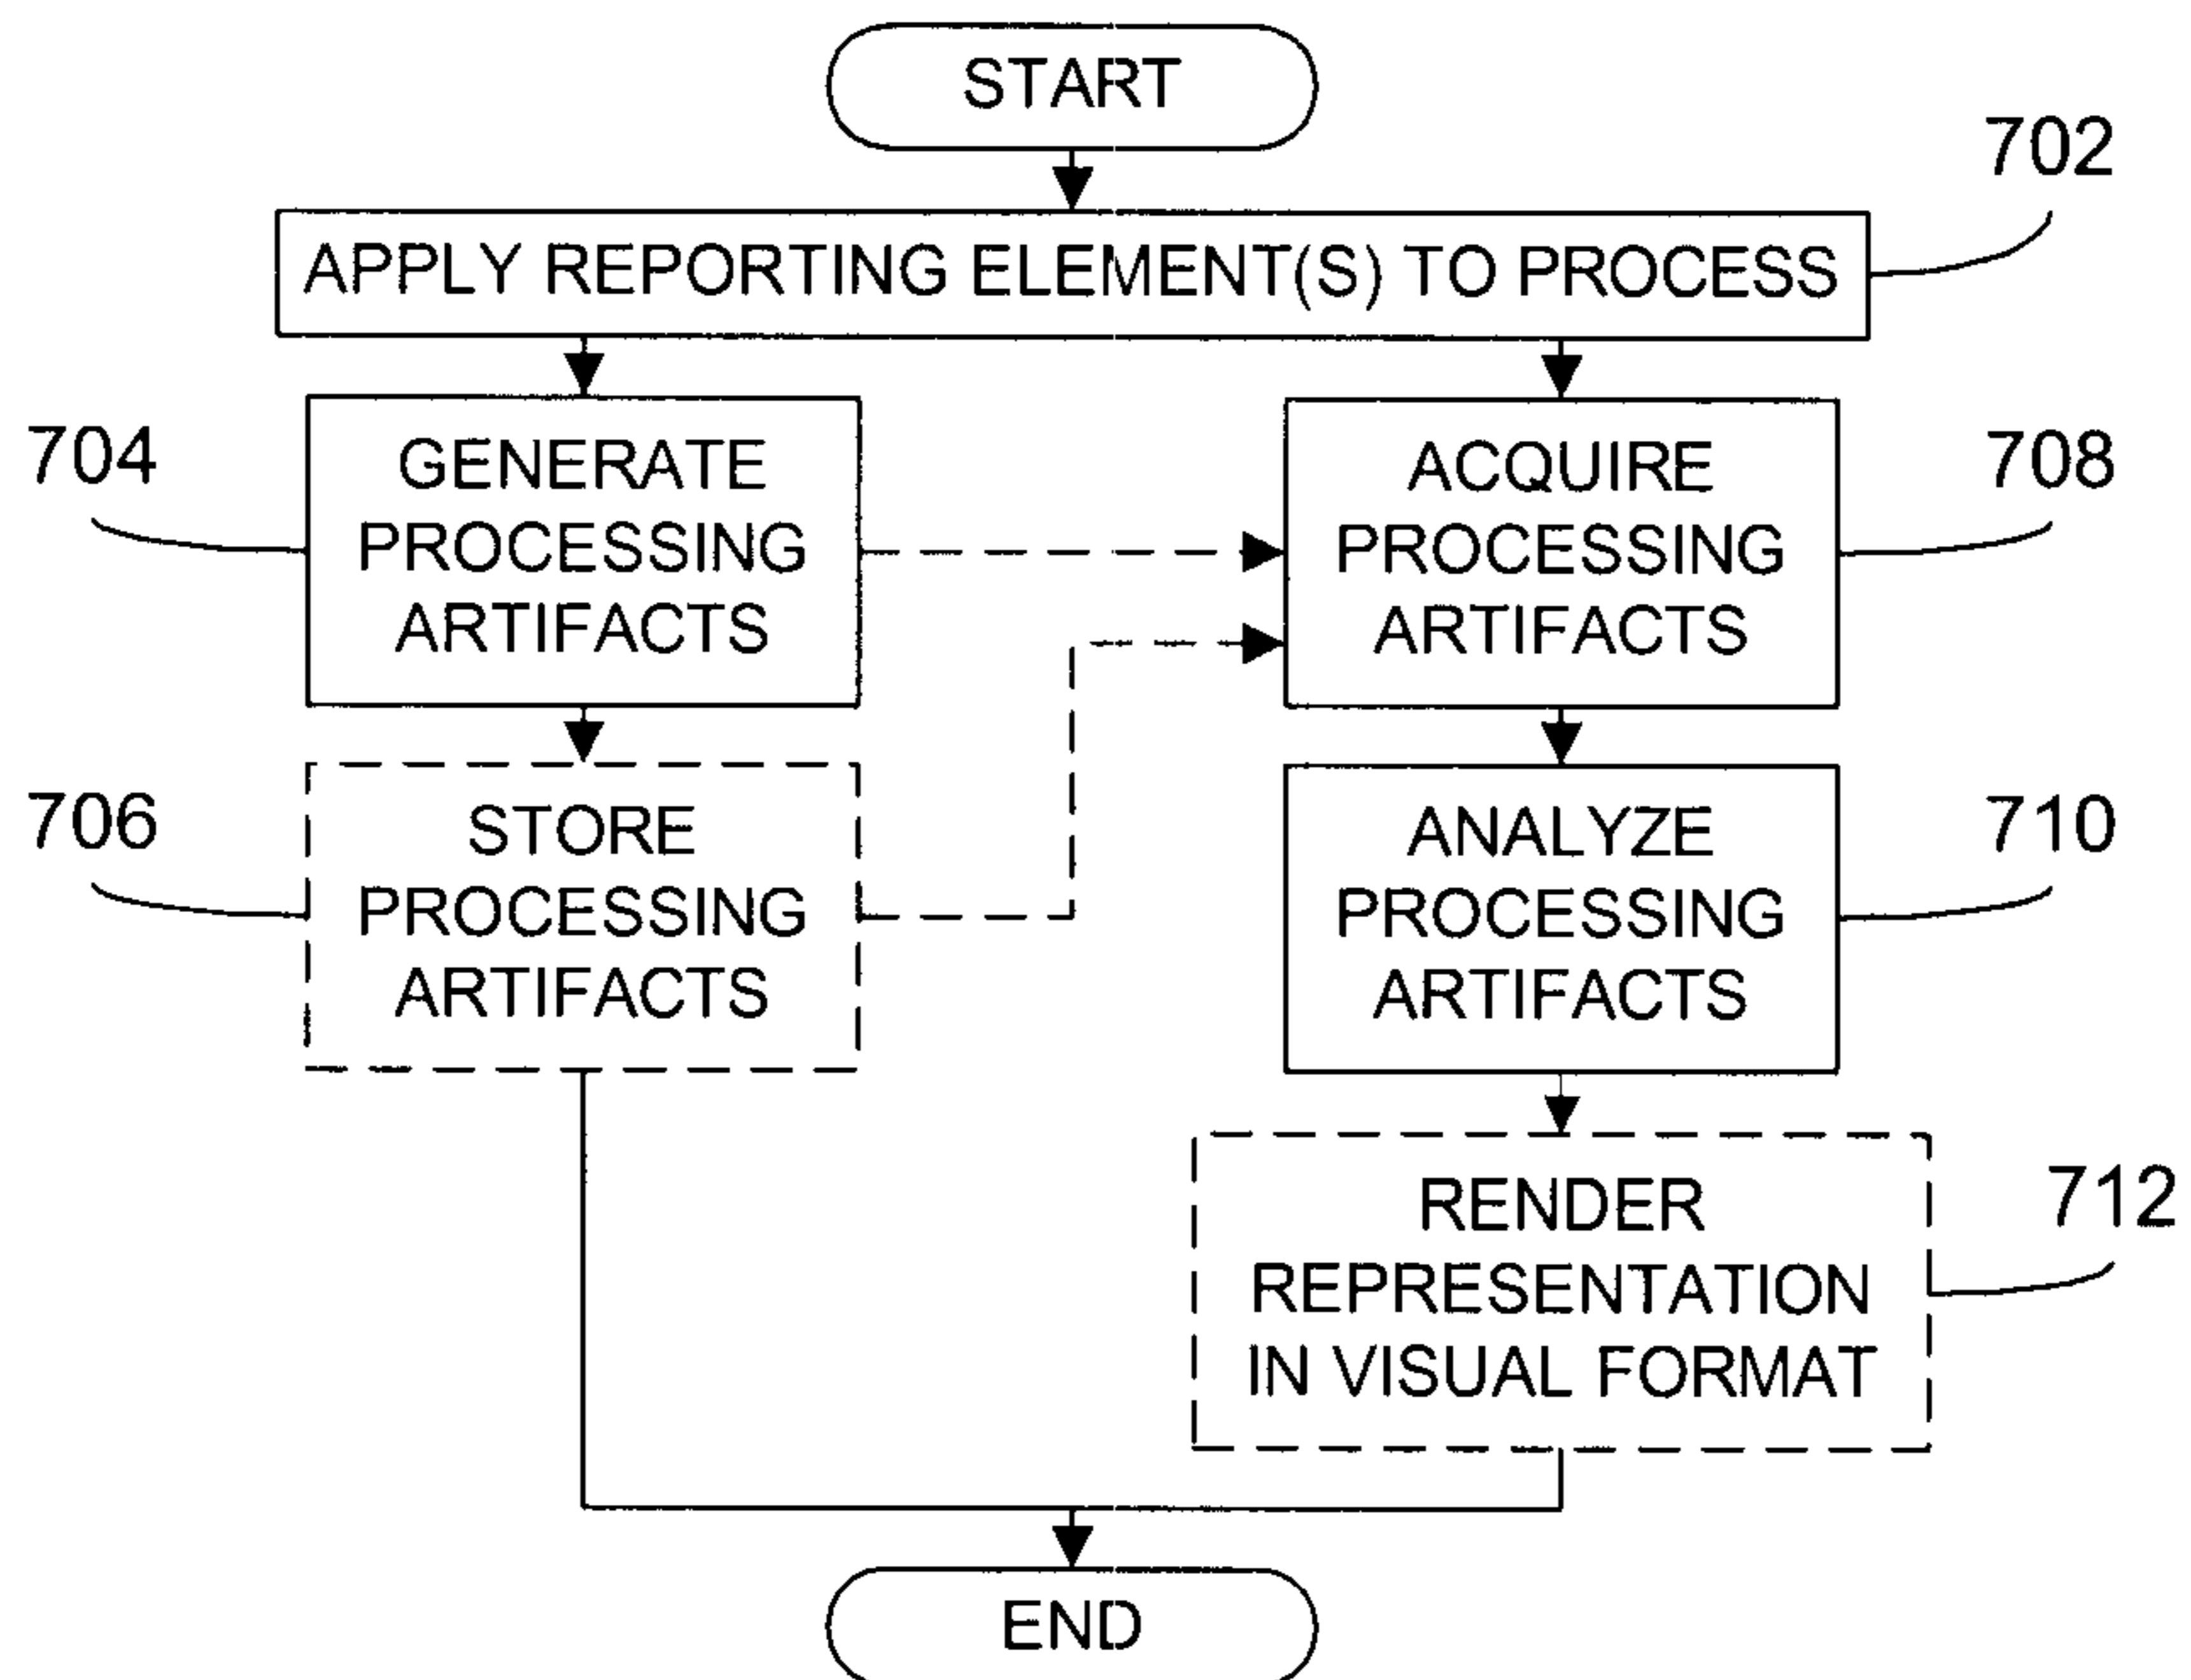 START
702
APPLY REPORTING ELEMENT(S) TO PROCESS
704
GENERATE
PROCESSING
ARTIFACTS
708
ACQUIRE
PROCESSING
ARTIFACTS
706
STORE
PROCESSING
ARTIFACTS
710
ANALYZE
PROCESSING
ARTIFACTS
712
RENDER
REPRESENTATION
IN VISUAL FORMAT
END